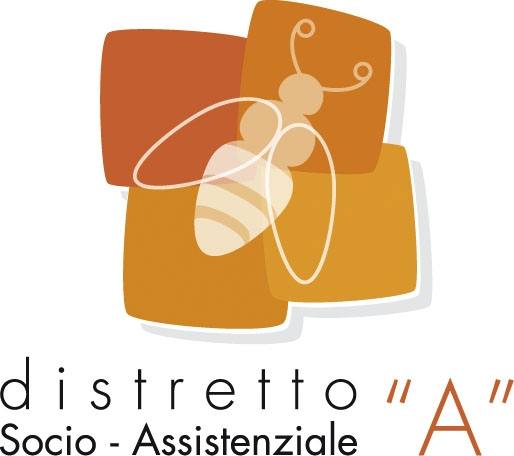 distretto "A"
Socio - Assistenziale